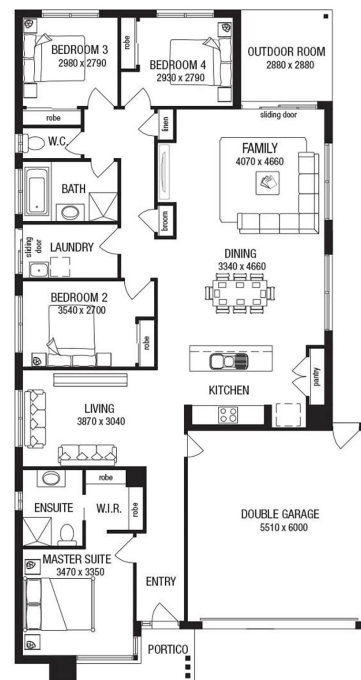 BEDROOM 3
2980 x 2790
robe
BEDROOM 4
2930 x 2790
OUTDOOR ROOM
2880 x 2880
sliding door
robe
linen
W.C.
FAMILY
4070 x 4660
BATH
broom
sliding
door
LAUNDRY
DINING
3340 x 4660
BEDROOM 2
3540 x 2700
robe
pantry
KITCHEN
LIVING
3870 x 3040
robe
ENSUITE
W.I.R.
robe
DOUBLE GARAGE
5510 x 6000
MASTER SUITE
3470 x 3350
ENTRY
PORTICO